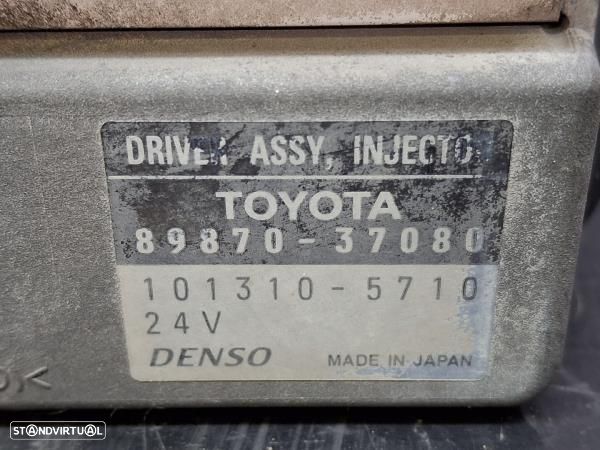 DRIVER ASSY, INJECTO
TOYOTA
89870-37080
101310-5710
24V
DENSO
MADE IN JAPAN
STANDVIRTUAL